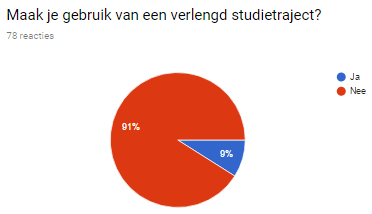 Maak je gebruik van een verlengd studietraject?
78 reacties
Ja
Nee
91%
9%